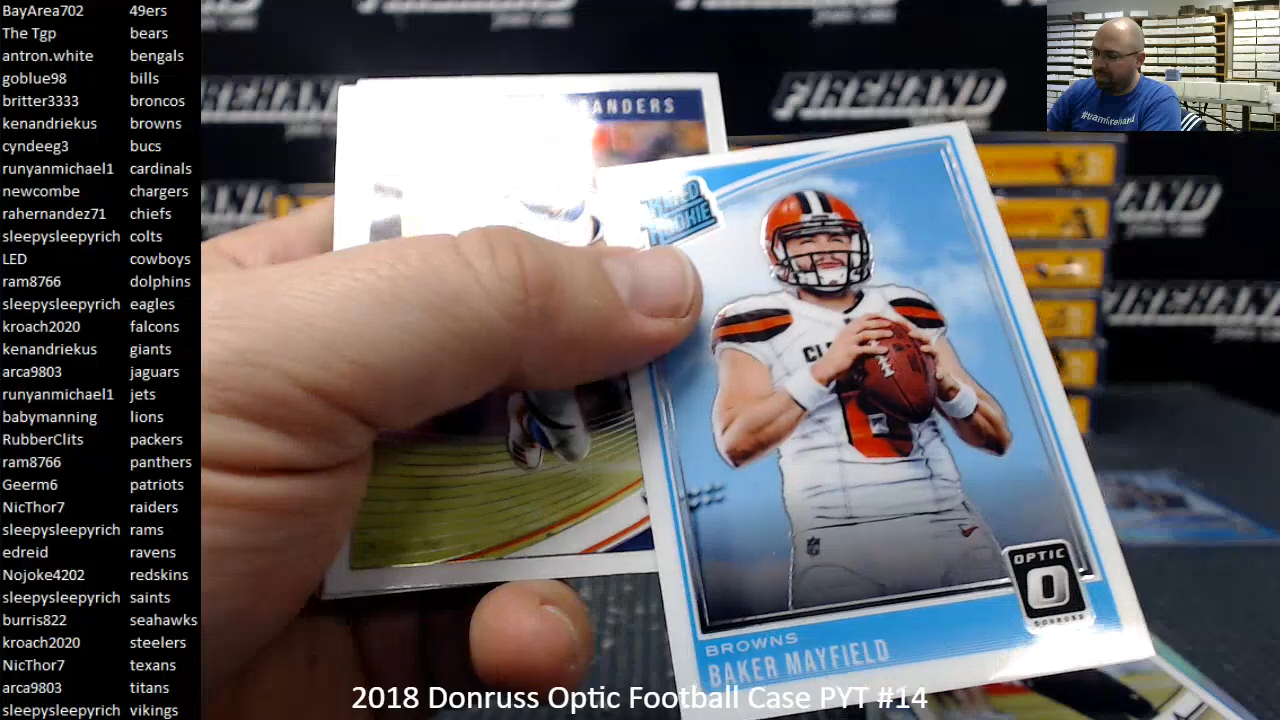 BayArea702 49ers
The Tgp bears
antron.white bengals
goblue98 bills
britter3333 broncos
kenandriekus browns
cyndeeg3 bucs
runyanmichael1 cardinals
newcombe chargers
rahernandez71 chiefs
sleepysleepyrich colts
LED cowboys
ram8766 dolphins
sleepysleepyrich eagles
kroach2020 falcons
kenandriekus giants
arca9803 jaguars
runyanmichael1 jets
babymanning lions
RubberClits packers
ram8766 panthers
Geerm6 patriots
NicThor7 raiders
sleepysleepyrich rams
edreid ravens
Nojoke4202 redskins
sleepysleepyrich saints
burris822 seahawks
kroach2020 steelers
NicThor7 texans
arca9803 titans
sleepysleepyrich vikings
FIREHAND
#teamfirehand
ANDERS
RATED
ROOKIE
CL
OPTIC
O
DONRUSS
BROWNS
BAKER MAYFIELD
2018 Donruss Optic Football Case PYT #14